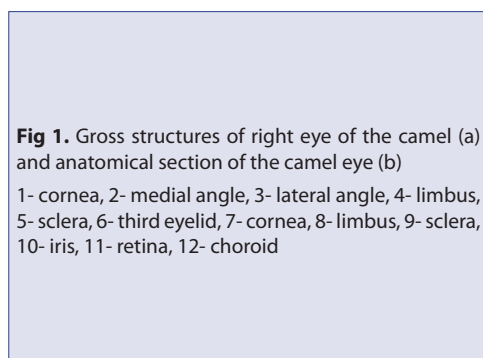 Fig 1. Gross structures of right eye of the camel (a)
and anatomical section of the camel eye (b)
1- cornea, 2- medial angle, 3- lateral angle, 4- limbus,
5- sclera, 6- third eyelid, 7- cornea, 8- limbus, 9- sclera,
10- iris, 11- retina, 12- choroid